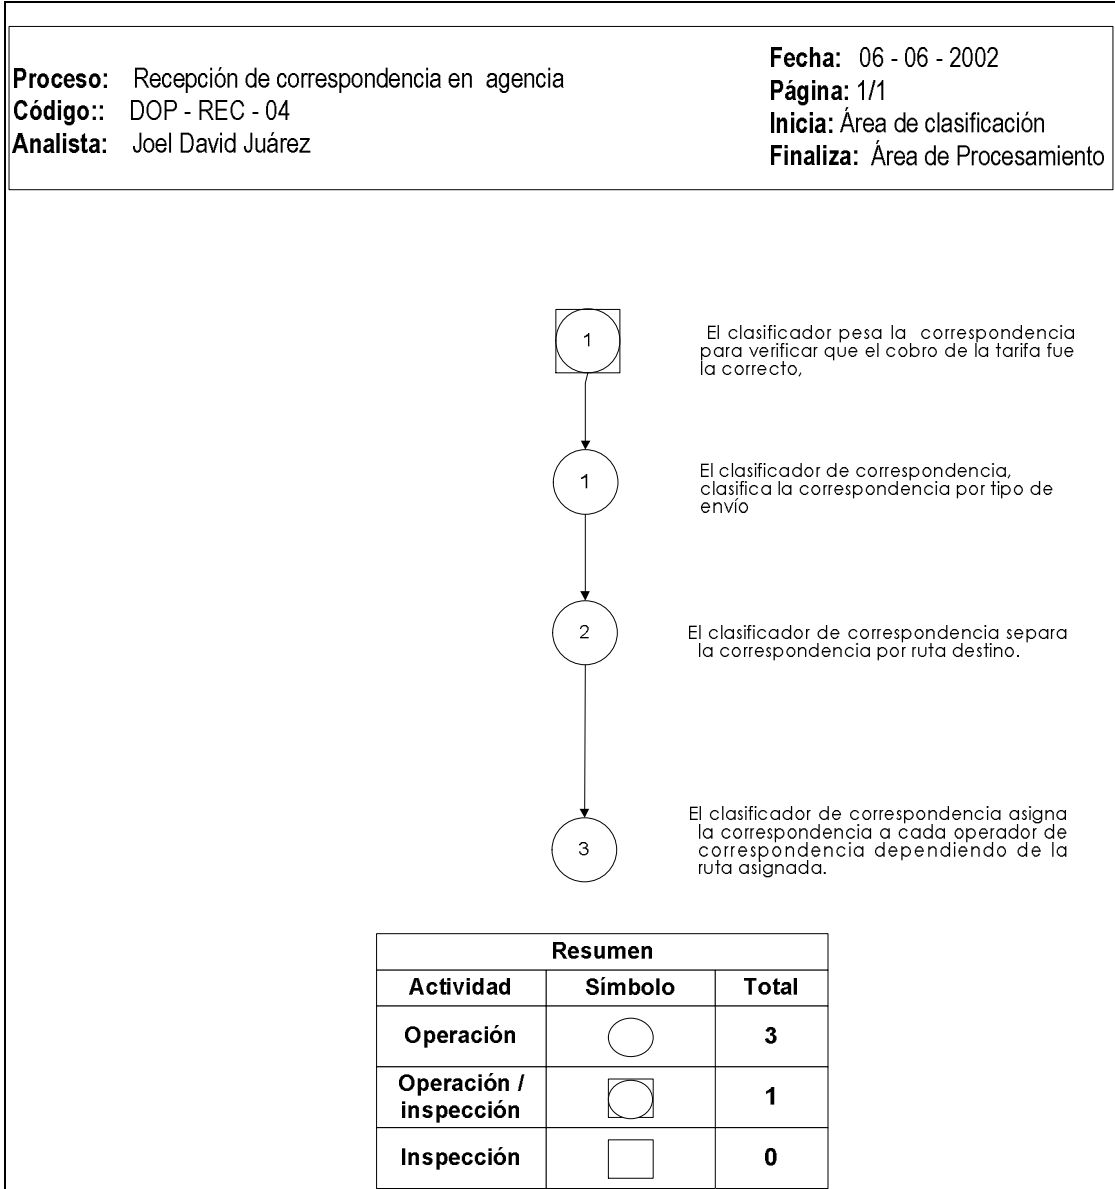 Proceso: Recepción de correspondencia en agencia
Código:: DOP - REC - 04
Analista: Joel David Juárez
Fecha: 06 - 06 - 2002
Página: 1/1
Inicia: Área de clasificación
Finaliza: Área de Procesamiento
1
El clasificador pesa la correspondencia
para verificar que el cobro de la tarifa fue
la correcto,
1
El clasificador de correspondencia,
clasifica la correspondencia por tipo de
envío
2
El clasificador de correspondencia separa
la correspondencia por ruta destino.
3
El clasificador de correspondencia asigna
la correspondencia a cada operador de
correspondencia dependiendo de la
ruta asignada.
Resumen
Actividad Símbolo Total
Operación 3
Operación /
inspección 1
Inspección 0